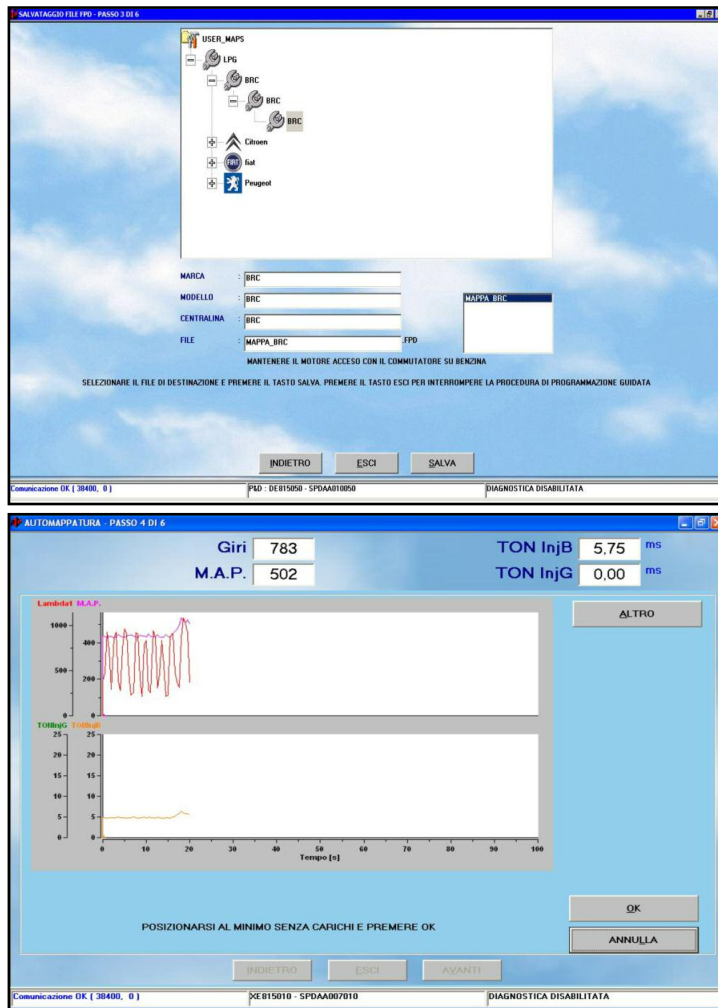 SALVATAGGIO FILE FPD - PASSO 3 DI 6
USER_MAPS
LPG
BRC
BRC
BRC
Citroen
fiat
Peugeot
MARCA : BRC
MODELLO : BRC
MAPPA_BRC
CENTRALINA : BRC
FILE : MAPPA_BRC .FPD
MANTENERE IL MOTORE ACCESO CON IL COMMUTATORE SU BENZINA
SELEZIONARE IL FILE DI DESTINAZIONE E PREMERE IL TASTO SALVA. PREMERE IL TASTO ESCI PER INTERROMPERE LA PROCEDURA DI PROGRAMMAZIONE GUIDATA
INDIETRO ESCI SALVA
Comunicazione OK ( 38400, 0 ) P&D : DE815050 - SPDAA010050 DIAGNOSTICA DISABILITATA
AUTOMAPPATURA - PASSO 4 DI 6
Giri 783 TON InjB 5,75 ms
M.A.P. 502 TON InjG 0,00 ms
Lambda1 M.A.P.
ALTRO
1000
400
500 200
0 0
TONInjG TONInjB
25 25
20 20
15 15
10 10
5 5
0 0
0 10 20 30 40 50 60 70 80 90 100
Tempo [s]
OK
POSIZIONARSI AL MINIMO SENZA CARICHI E PREMERE OK
ANNULLA
INDIETRO ESCI AVANTI
Comunicazione OK ( 38400, 0 ) XE815010 - SPDAA007010 DIAGNOSTICA DISABILITATA